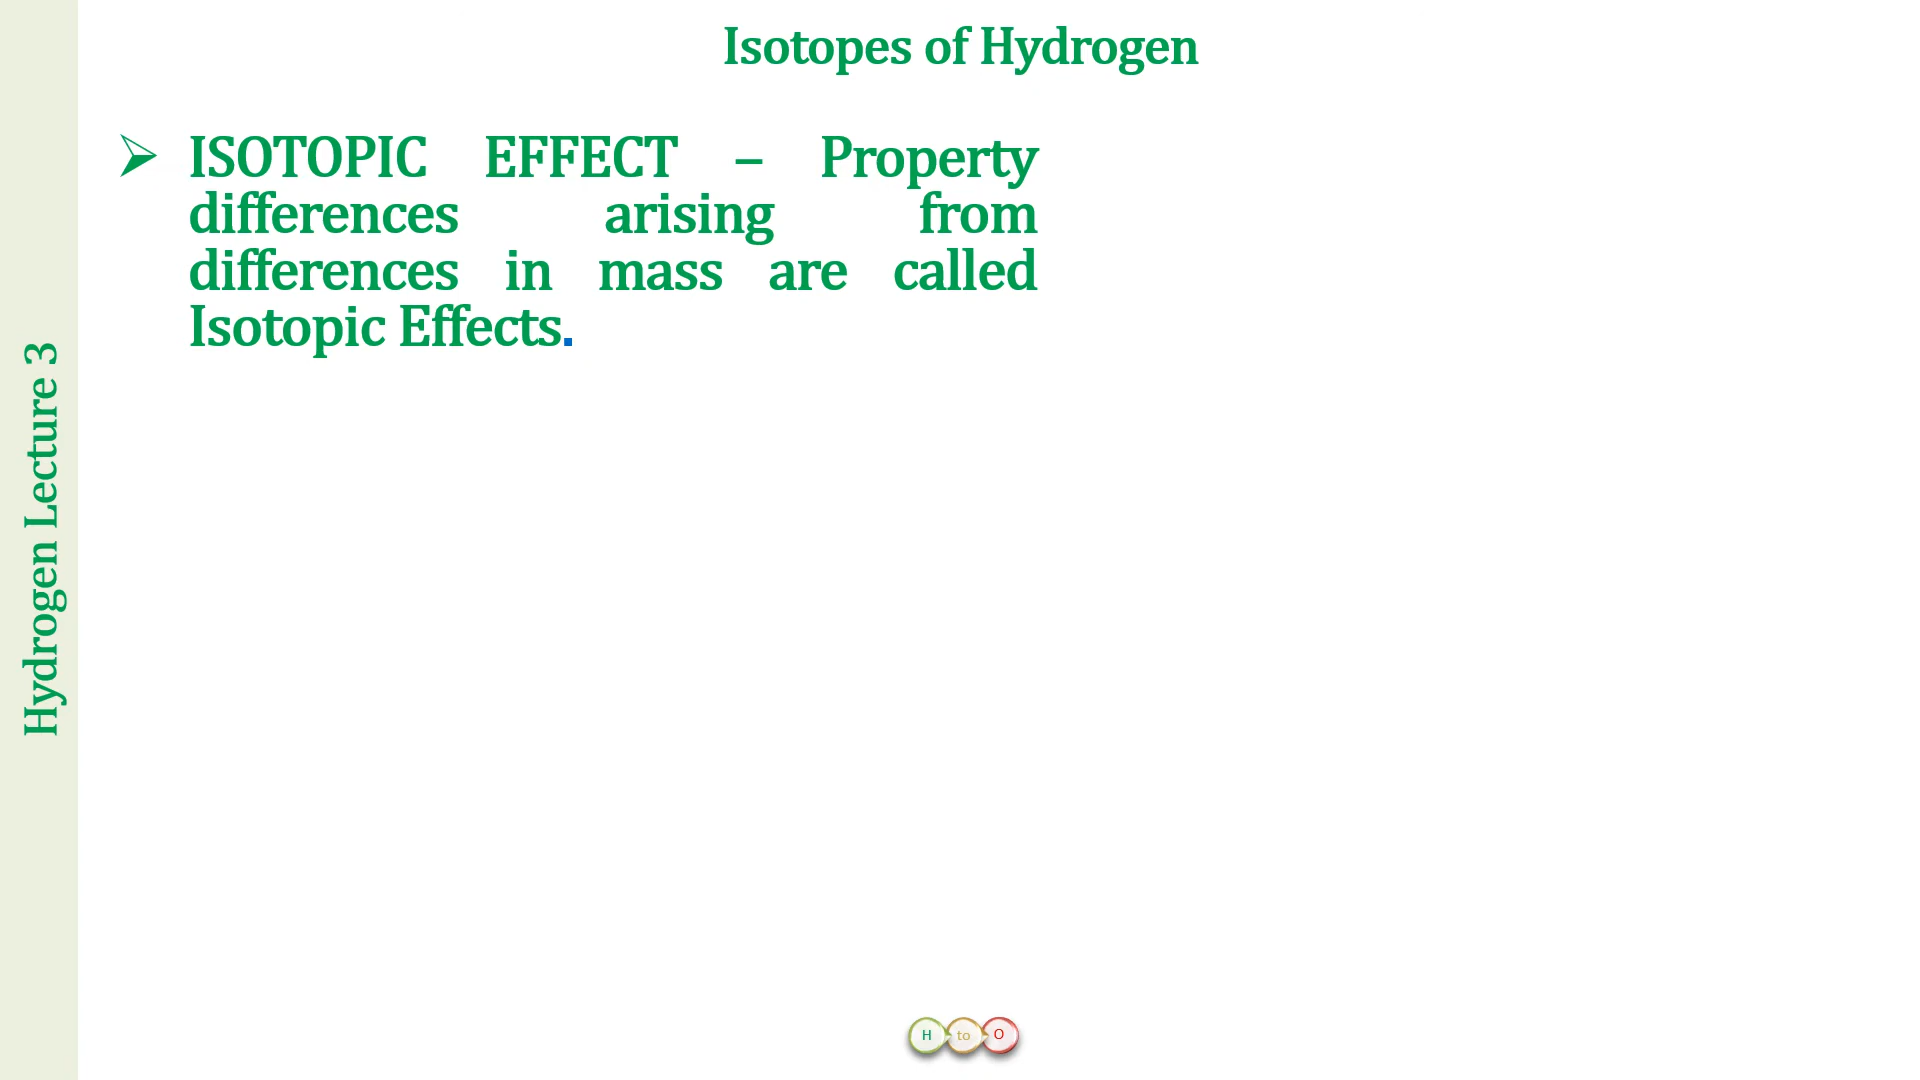 Isotopes of Hydrogen
ISOTOPIC EFFECT – Property
differences arising from
differences in mass are called
Isotopic Effects.
Hydrogen Lecture 3
H to O